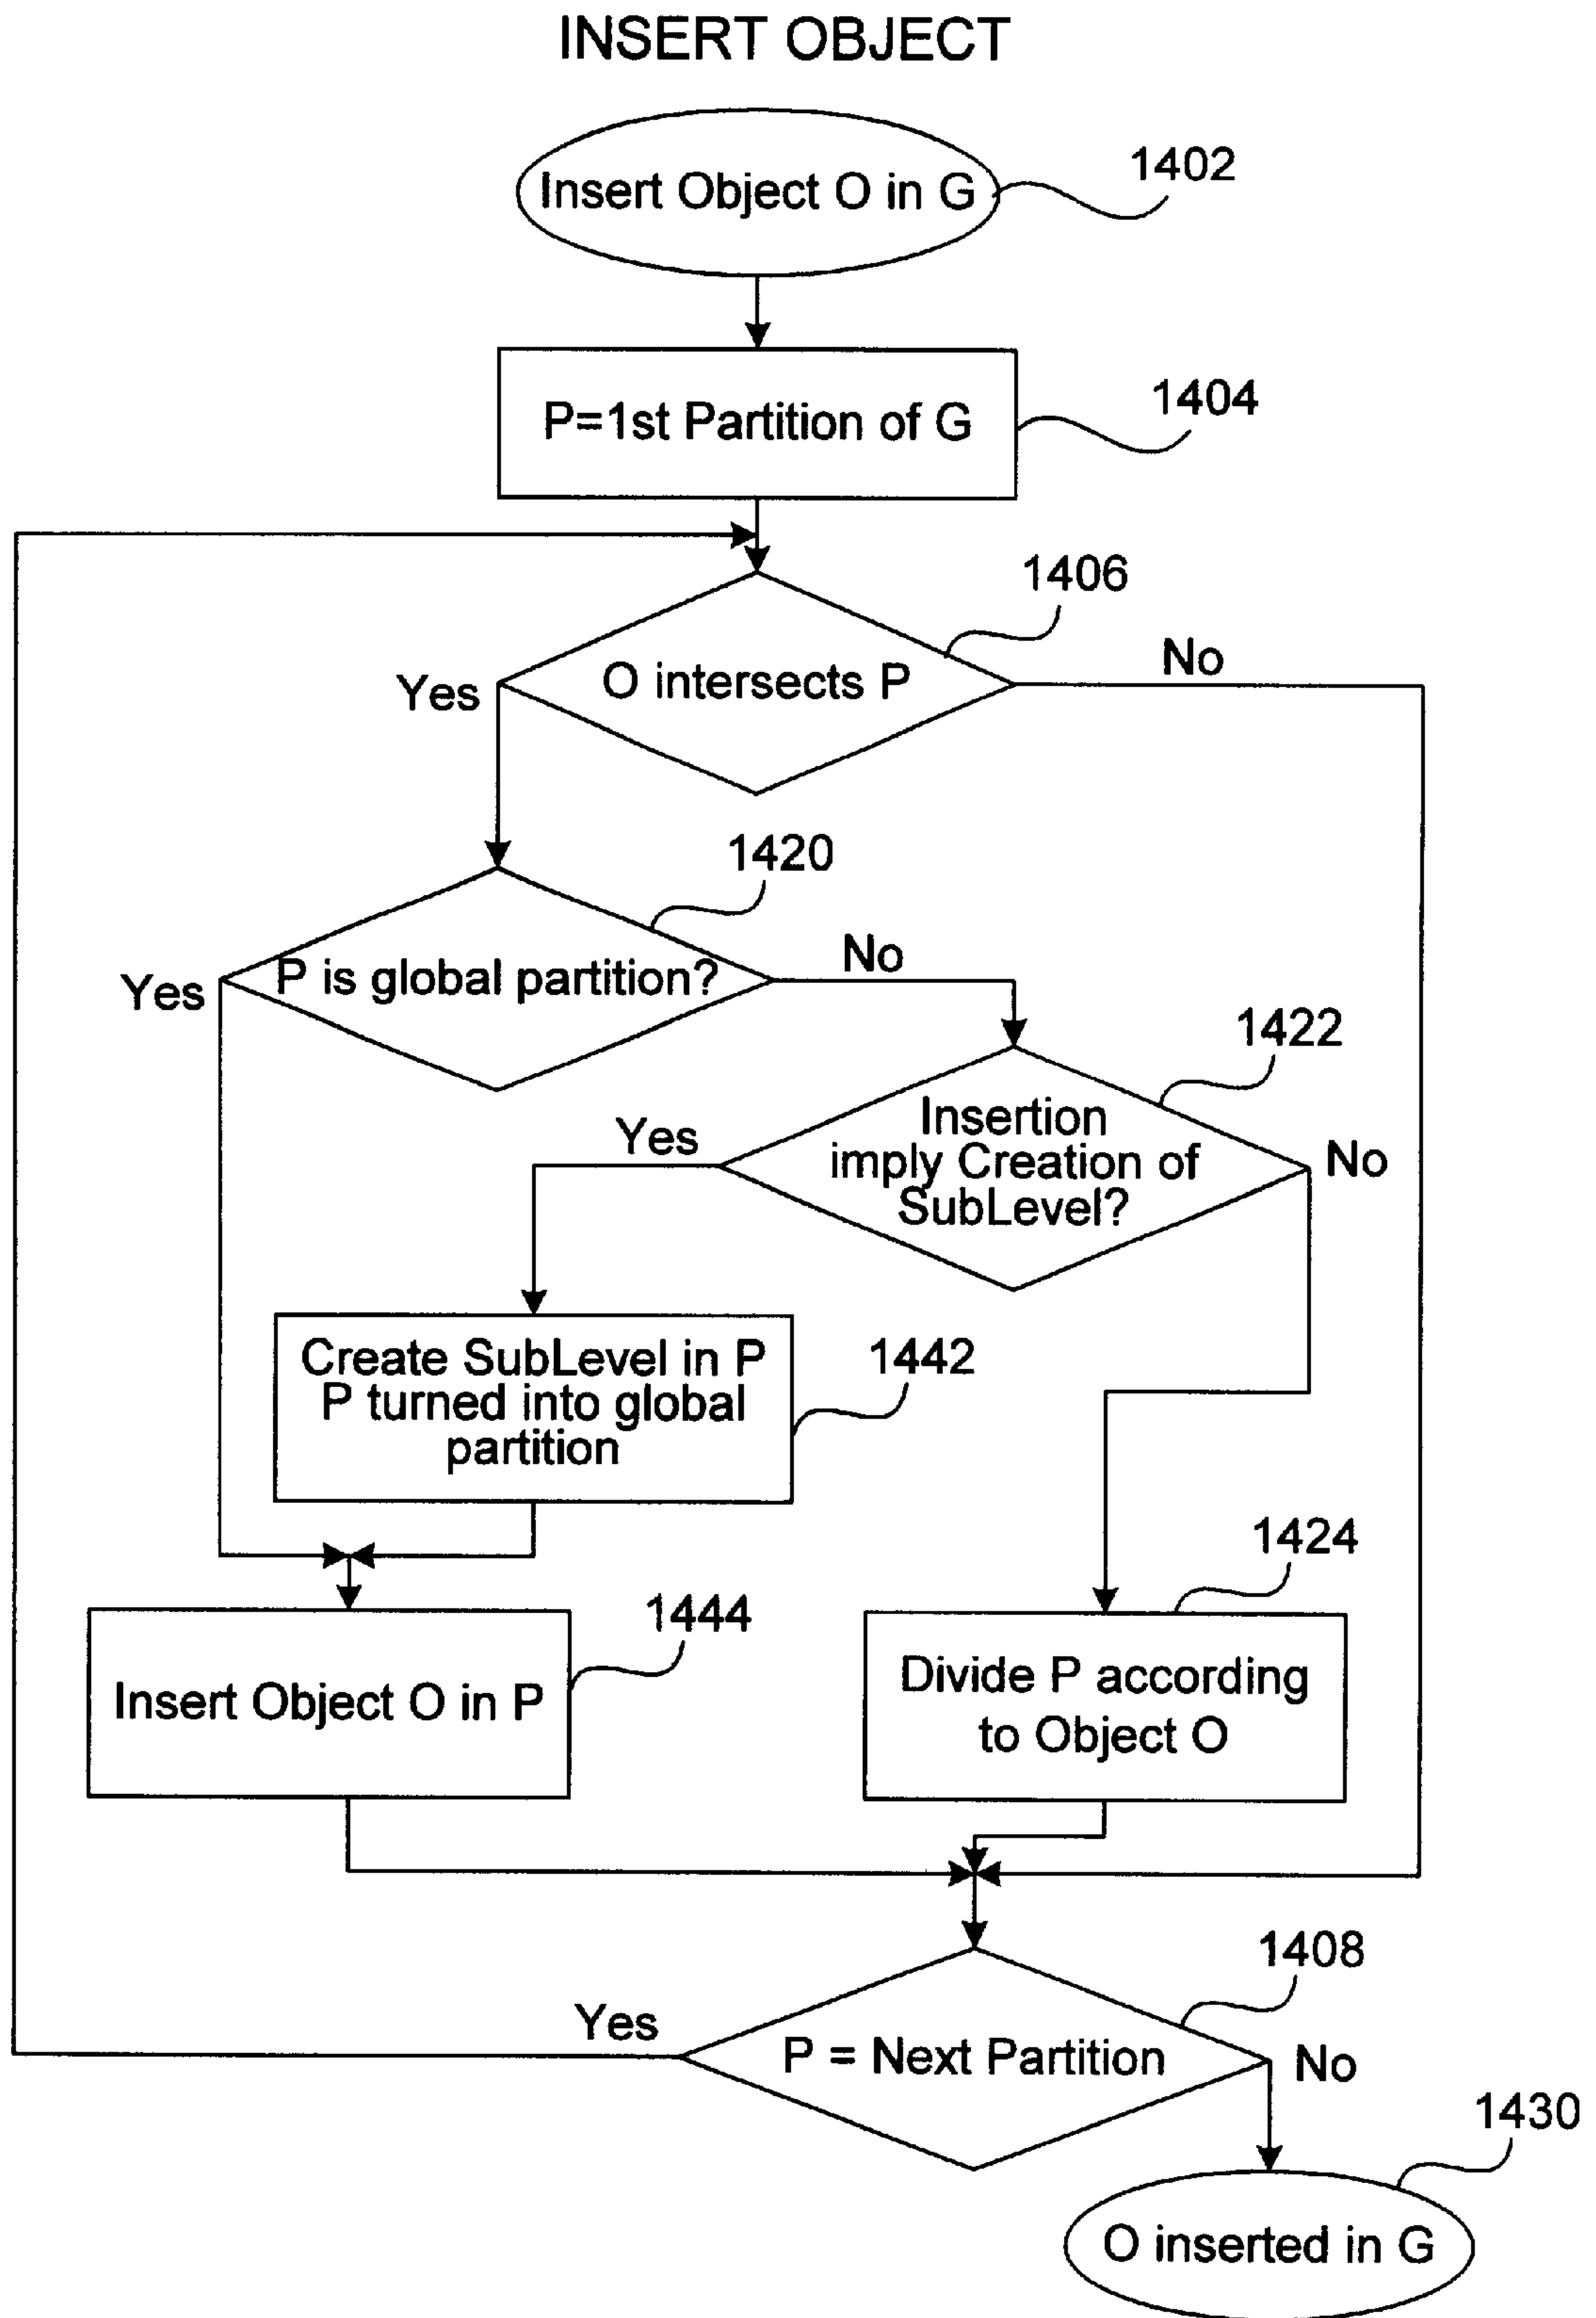 INSERT OBJECT
Insert Object O in G
1402
P=1st Partition of G
1404
1406
O intersects P
Yes
No
1420
P is global partition?
Yes
No
1422
Insertion
imply Creation of
SubLevel?
Yes
No
Create SubLevel in P
P turned into global
partition
1442
1424
1444
Insert Object O in P
Divide P according
to Object O
1408
Yes
P = Next Partition
No
1430
O inserted in G